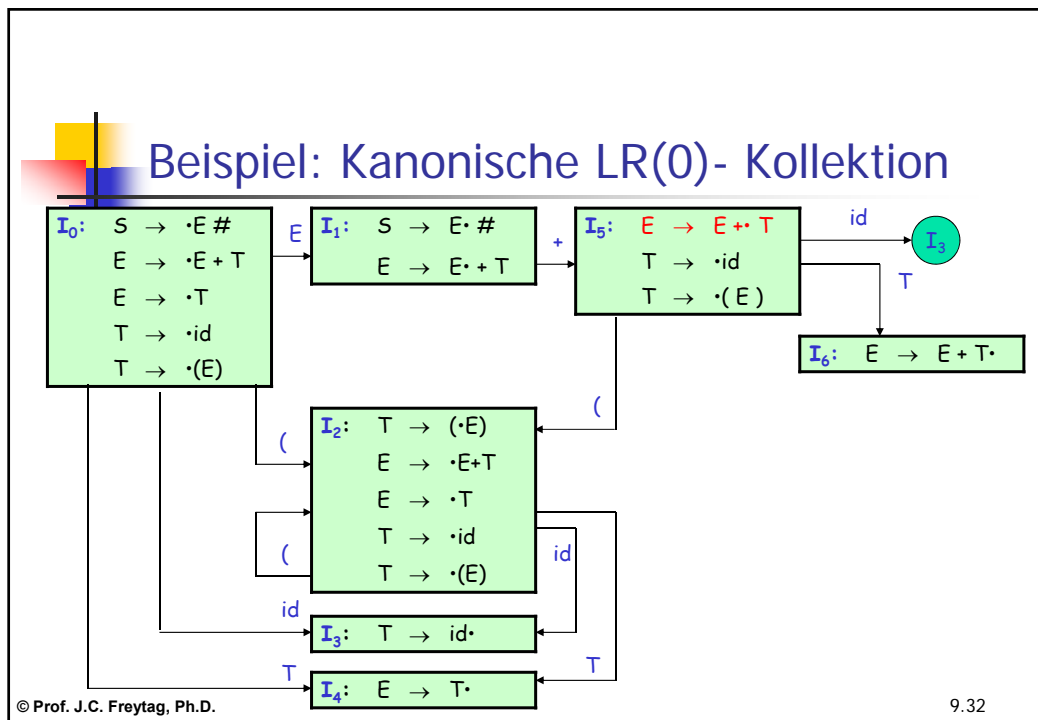 Beispiel: Kanonische LR(0)- Kollektion
I₀: S → •E #
E → •E + T
E → •T
T → •id
T → •(E)
E
I₁: S → E• #
E → E• + T
+
I₅: E → E +• T
T → •id
T → •( E )
id
I₃
T
I₆: E → E + T•
(
(
I₂: T → (•E)
E → •E+T
E → •T
T → •id
T → •(E)
(
id
id
I₃: T → id•
T
T
I₄: E → T•
© Prof. J.C. Freytag, Ph.D.
9.32